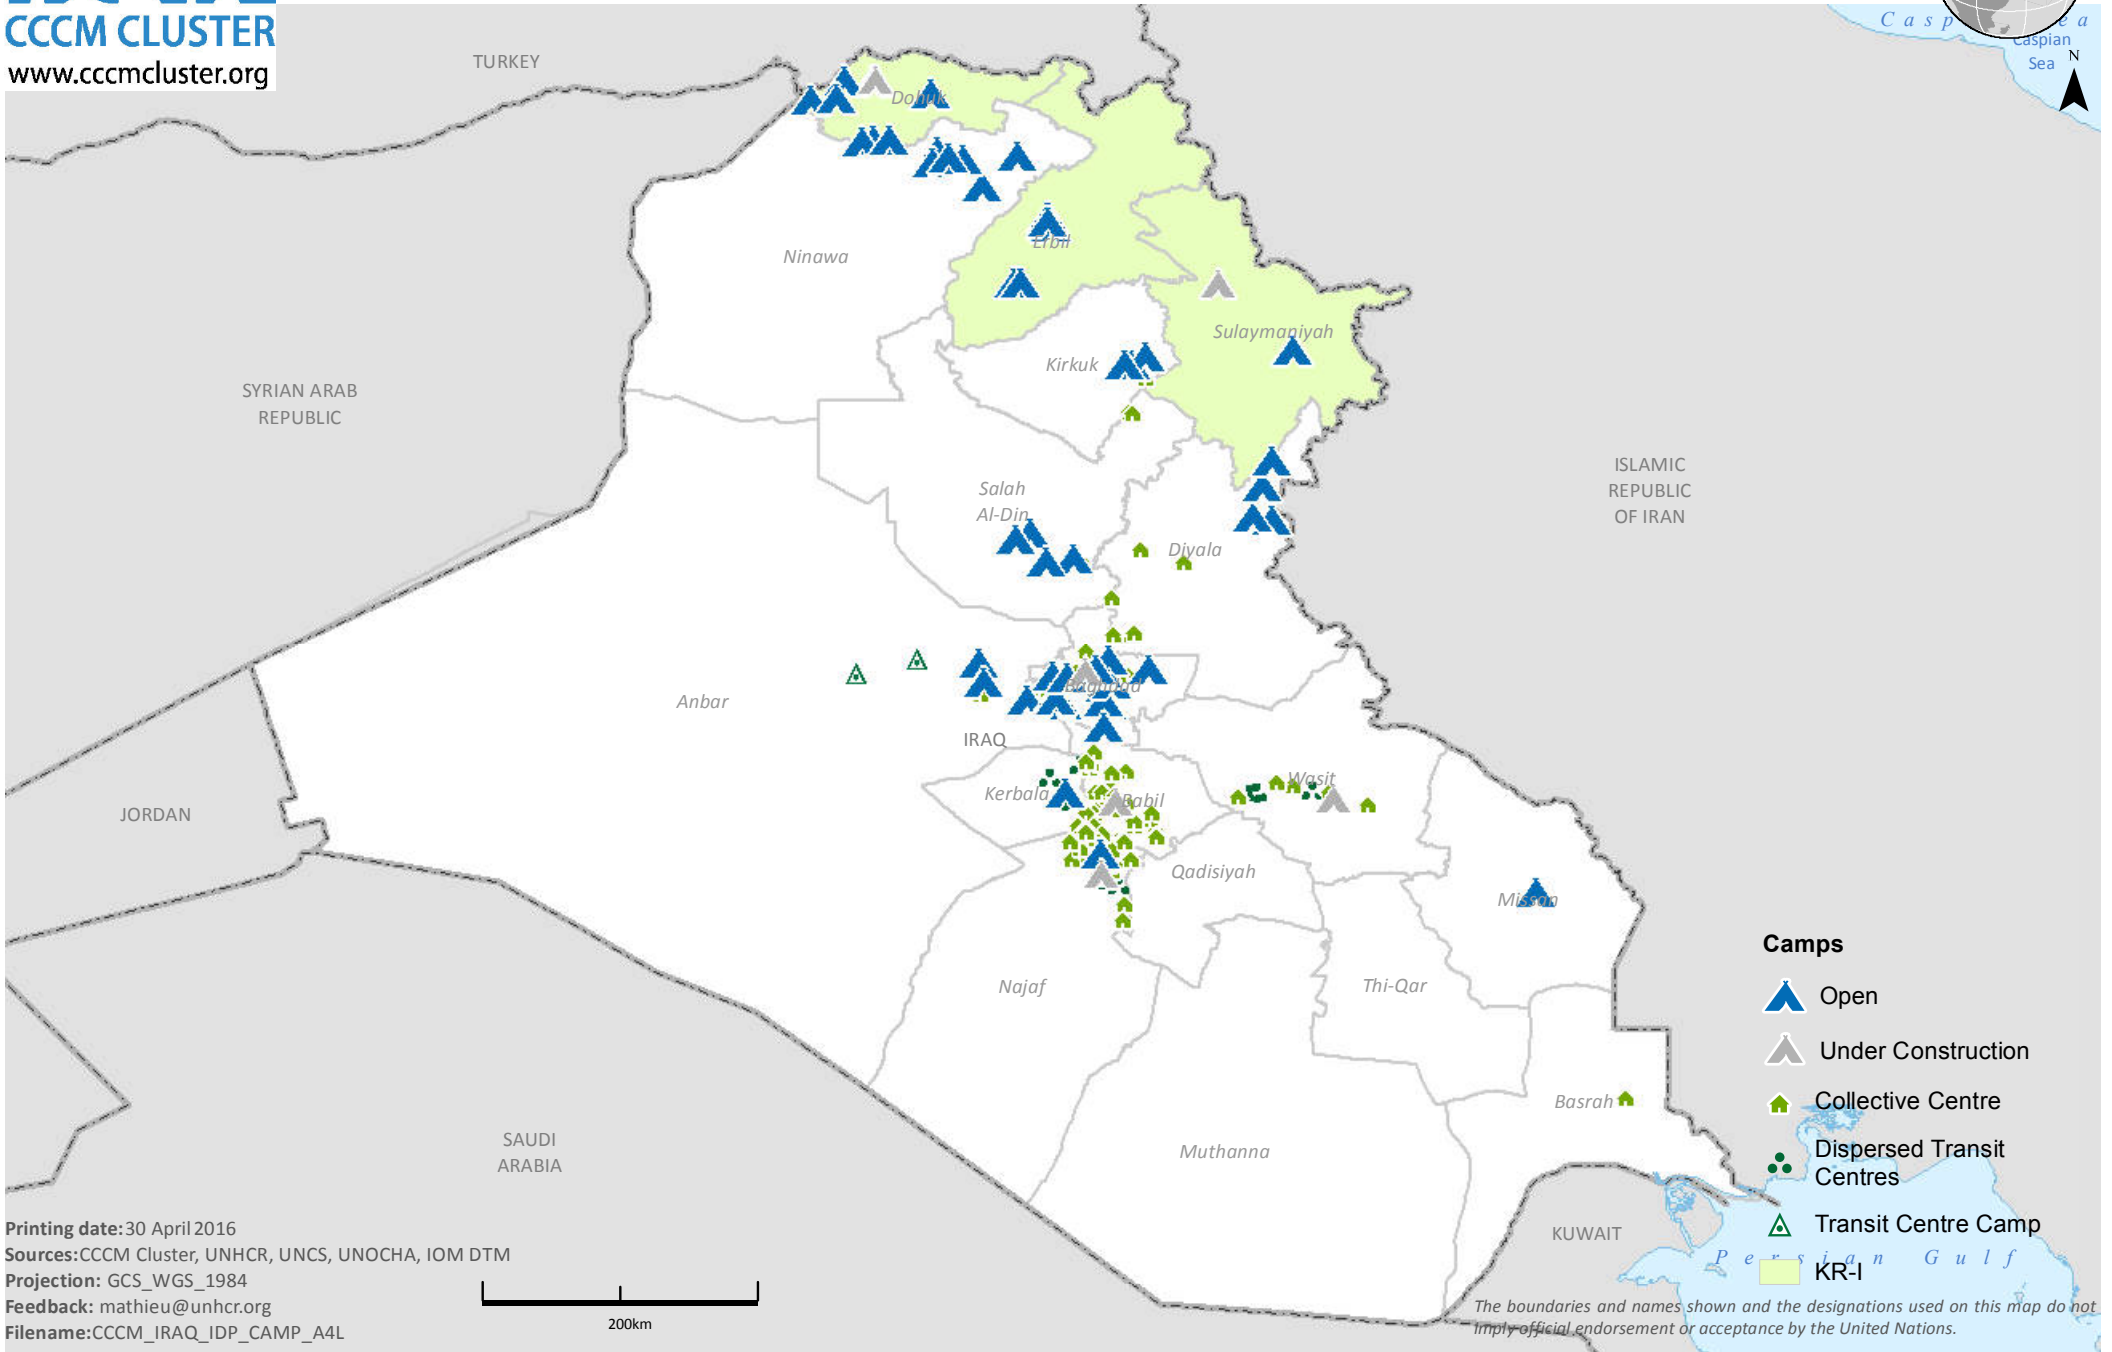 CCCM CLUSTER
www.cccmcluster.org
TURKEY
Caspian
Sea
N
Dohuk
Ninawa
Erbil
Sulaymaniyah
Kirkuk
SYRIAN ARAB
REPUBLIC
ISLAMIC
REPUBLIC
OF IRAN
Salah
Al-Din
Diyala
Baghdad
Anbar
IRAQ
Wasit
Kerbala
Babil
JORDAN
Qadisiyah
Missan
Najaf
Thi-Qar
Basrah
Muthanna
SAUDI
ARABIA
KUWAIT
Persian Gulf
Camps
Open
Under Construction
Collective Centre
Dispersed Transit
Centres
Transit Centre Camp
KR-I
Printing date: 30 April 2016
Sources: CCCM Cluster, UNHCR, UNCS, UNOCHA, IOM DTM
Projection: GCS_WGS_1984
Feedback: mathieu@unhcr.org
Filename: CCCM_IRAQ_IDP_CAMP_A4L
200km
The boundaries and names shown and the designations used on this map do not
imply official endorsement or acceptance by the United Nations.